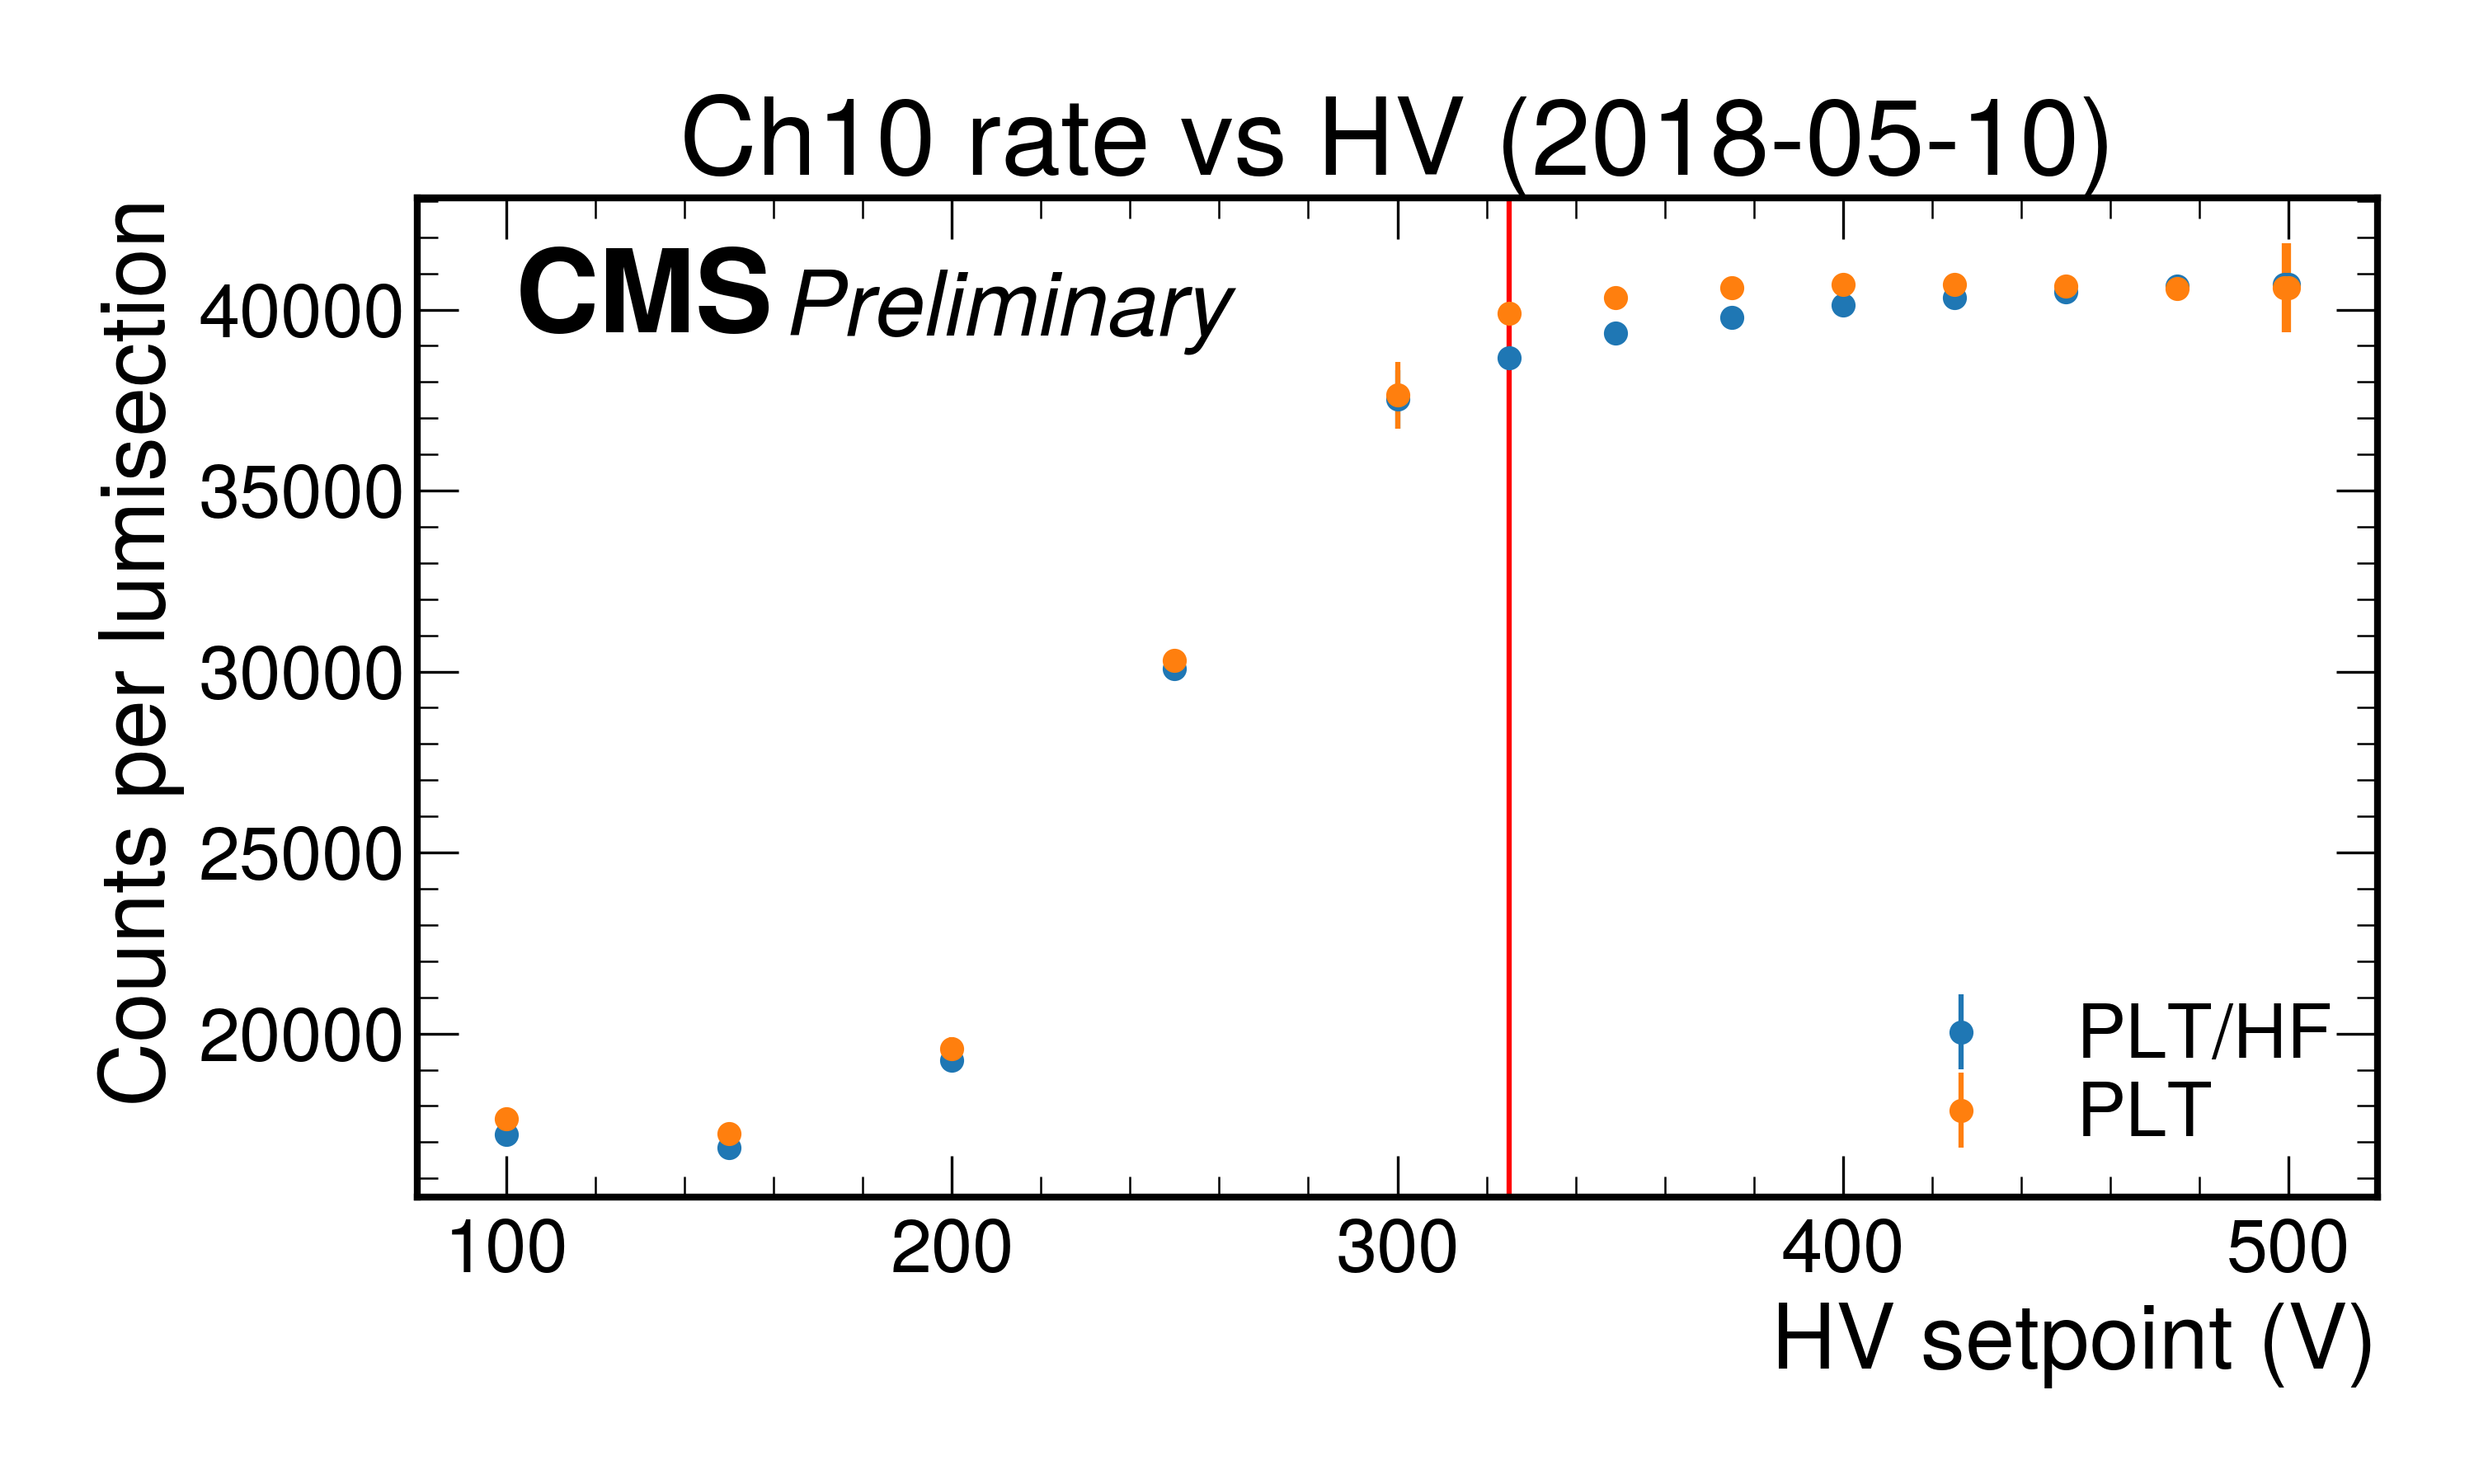 Ch10 rate vs HV (2018-05-10)
CMS Preliminary
Counts per lumisection
40000
35000
30000
25000
20000
PLT/HF
PLT
100 200 300 400 500
HV setpoint (V)